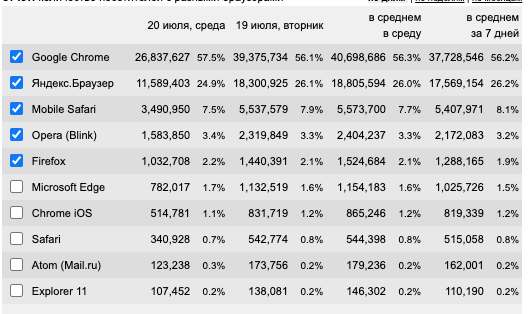 20 июля, среда 19 июля, вторник в среднем в среду в среднем за 7 дней
Google Chrome 26,837,627 57.5% 39,375,734 56.1% 40,698,686 56.3% 37,728,546 56.2%
Яндекс.Браузер 11,589,403 24.9% 18,300,925 26.1% 18,805,594 26.0% 17,569,154 26.2%
Mobile Safari 3,490,950 7.5% 5,537,579 7.9% 5,573,700 7.7% 5,407,971 8.1%
Opera (Blink) 1,583,850 3.4% 2,319,849 3.3% 2,404,237 3.3% 2,172,083 3.2%
Firefox 1,032,708 2.2% 1,440,391 2.1% 1,524,684 2.1% 1,288,165 1.9%
Microsoft Edge 782,017 1.7% 1,132,519 1.6% 1,154,183 1.6% 1,025,726 1.5%
Chrome iOS 514,781 1.1% 831,719 1.2% 865,246 1.2% 819,339 1.2%
Safari 340,928 0.7% 542,774 0.8% 544,398 0.8% 515,058 0.8%
Atom (Mail.ru) 123,238 0.3% 173,756 0.2% 179,236 0.2% 162,001 0.2%
Explorer 11 107,452 0.2% 138,081 0.2% 146,302 0.2% 110,190 0.2%